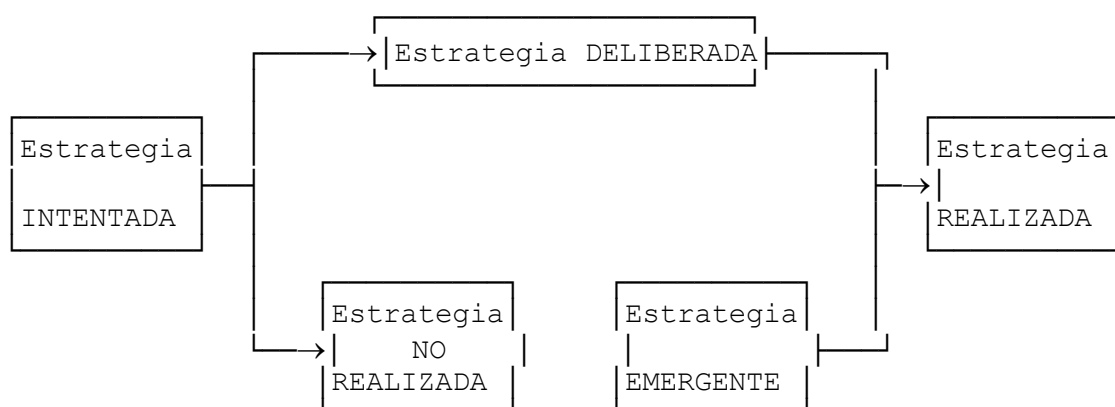 Estrategia DELIBERADA
Estrategia
INTENTADA
Estrategia
REALIZADA
Estrategia
NO
REALIZADA
Estrategia
EMERGENTE